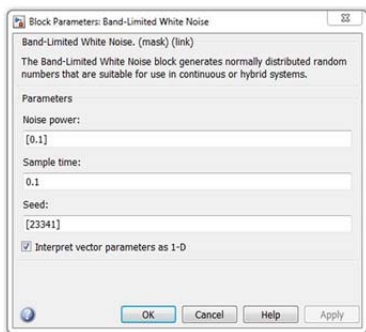 Block Parameters: Band-Limited White Noise
Band-Limited White Noise. (mask) (link)
The Band-Limited White Noise block generates normally distributed random
numbers that are suitable for use in continuous or hybrid systems.
Parameters
Noise power:
[0.1]
Sample time:
0.1
Seed:
[23341]
Interpret vector parameters as 1-D
OK Cancel Help Apply